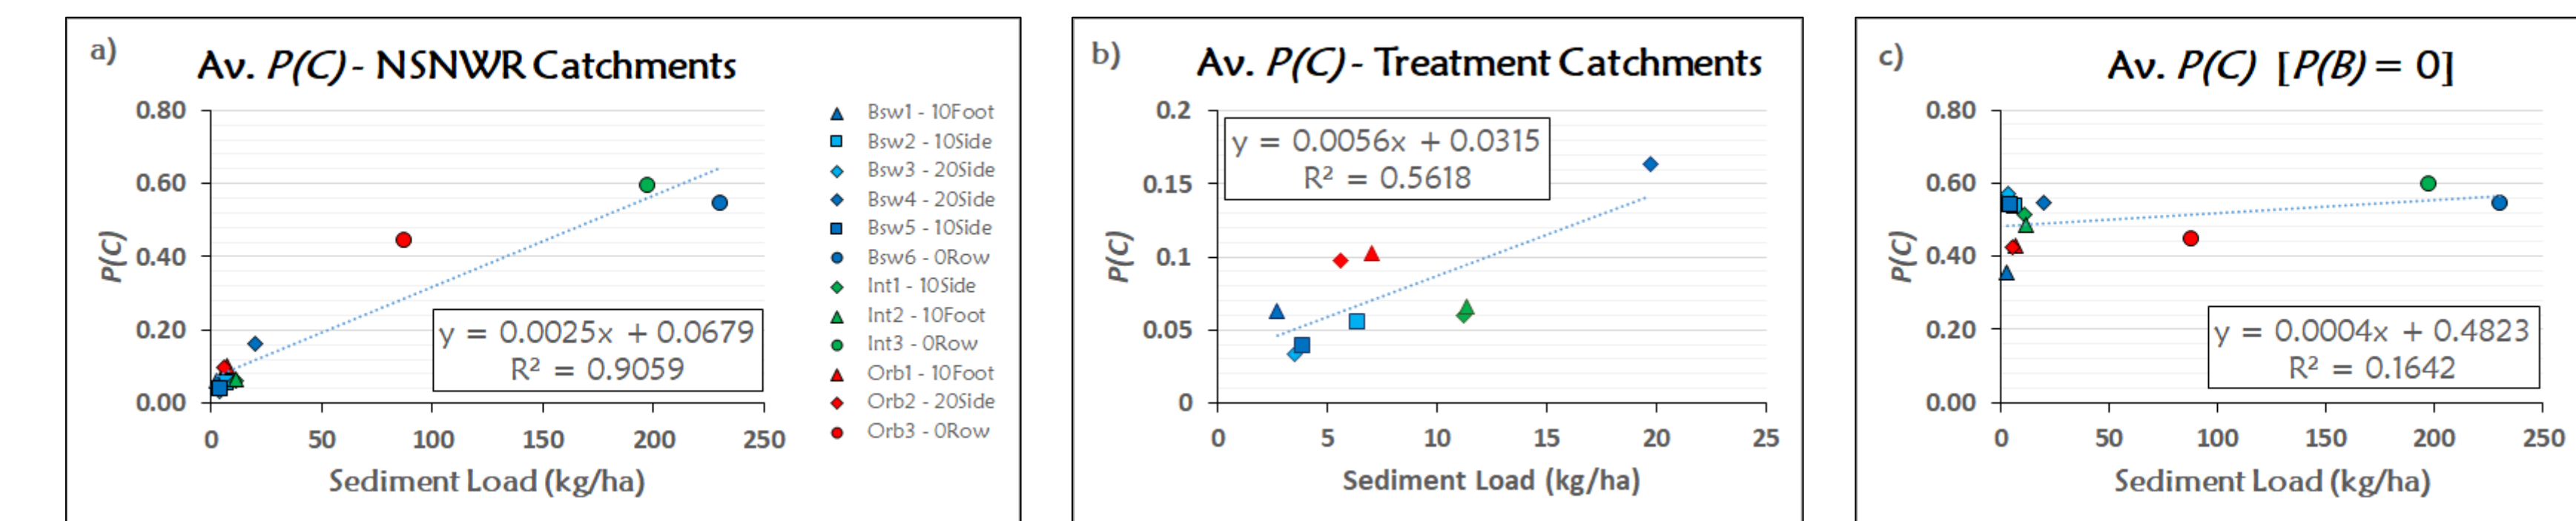 a)
Av. P(C) - NSNWR Catchments
0.80
0.60
0.40
0.20
0.00
P(C)
0 50 100 150 200 250
Sediment Load (kg/ha)
y = 0.0025x + 0.0679
R² = 0.9059
Bsw1 - 10Foot
Bsw2 - 10Side
Bsw3 - 20Side
Bsw4 - 20Side
Bsw5 - 10Side
Bsw6 - 0Row
Int1 - 10Side
Int2 - 10Foot
Int3 - 0Row
Orb1 - 10Foot
Orb2 - 20Side
Orb3 - 0Row
b)
Av. P(C) - Treatment Catchments
0.2
0.15
0.1
0.05
0
P(C)
y = 0.0056x + 0.0315
R² = 0.5618
0 5 10 15 20 25
Sediment Load (kg/ha)
c)
Av. P(C) [P(B) = 0]
0.80
0.60
0.40
0.20
0.00
P(C)
y = 0.0004x + 0.4823
R² = 0.1642
0 50 100 150 200 250
Sediment Load (kg/ha)